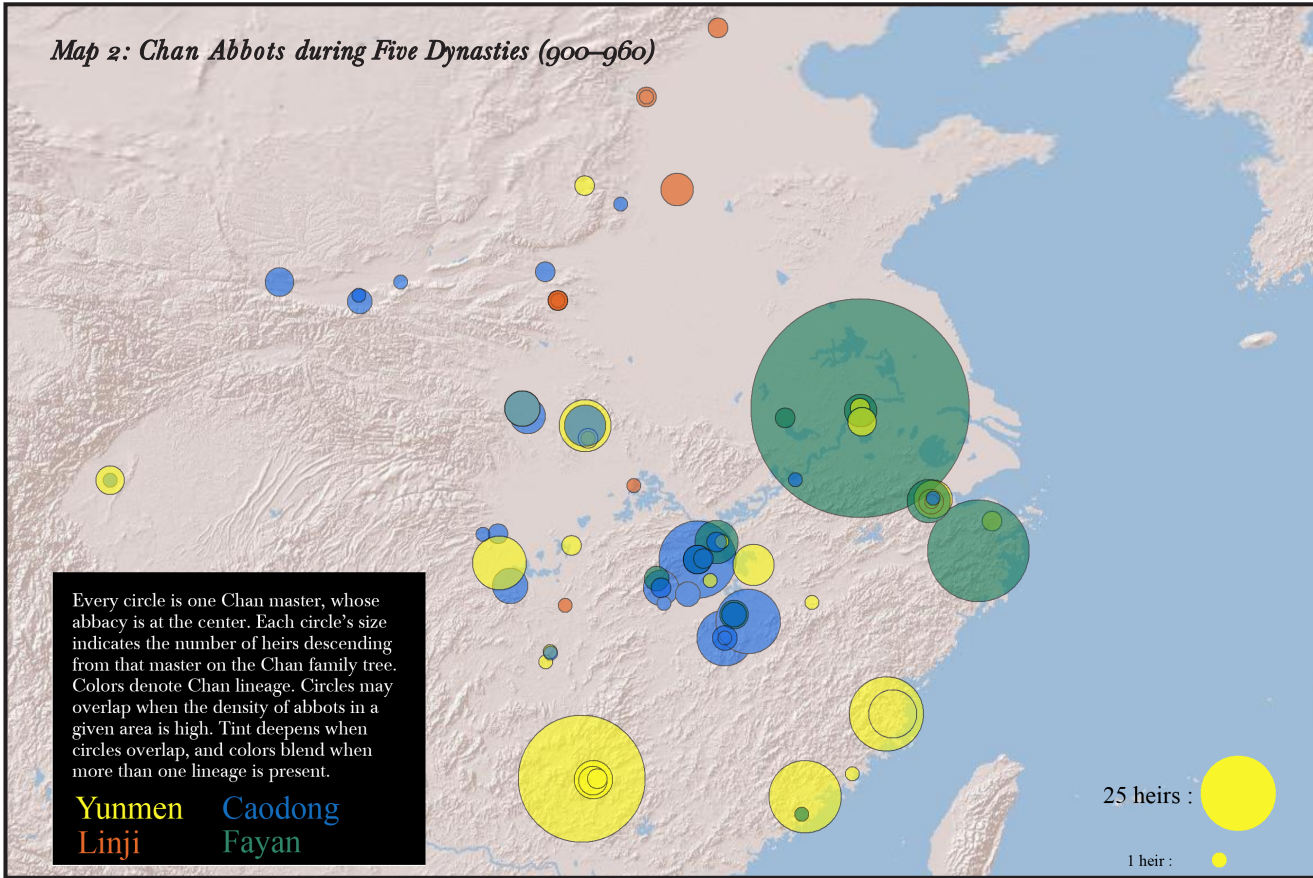 Map 2: Chan Abbots during Five Dynasties (900–960)
Every circle is one Chan master, whose
abbacy is at the center. Each circle's size
indicates the number of heirs descending
from that master on the Chan family tree.
Colors denote Chan lineage. Circles may
overlap when the density of abbots in a
given area is high. Tint deepens when
circles overlap, and colors blend when
more than one lineage is present.
Yunmen Caodong
Linji Fayan
25 heirs :
1 heir :